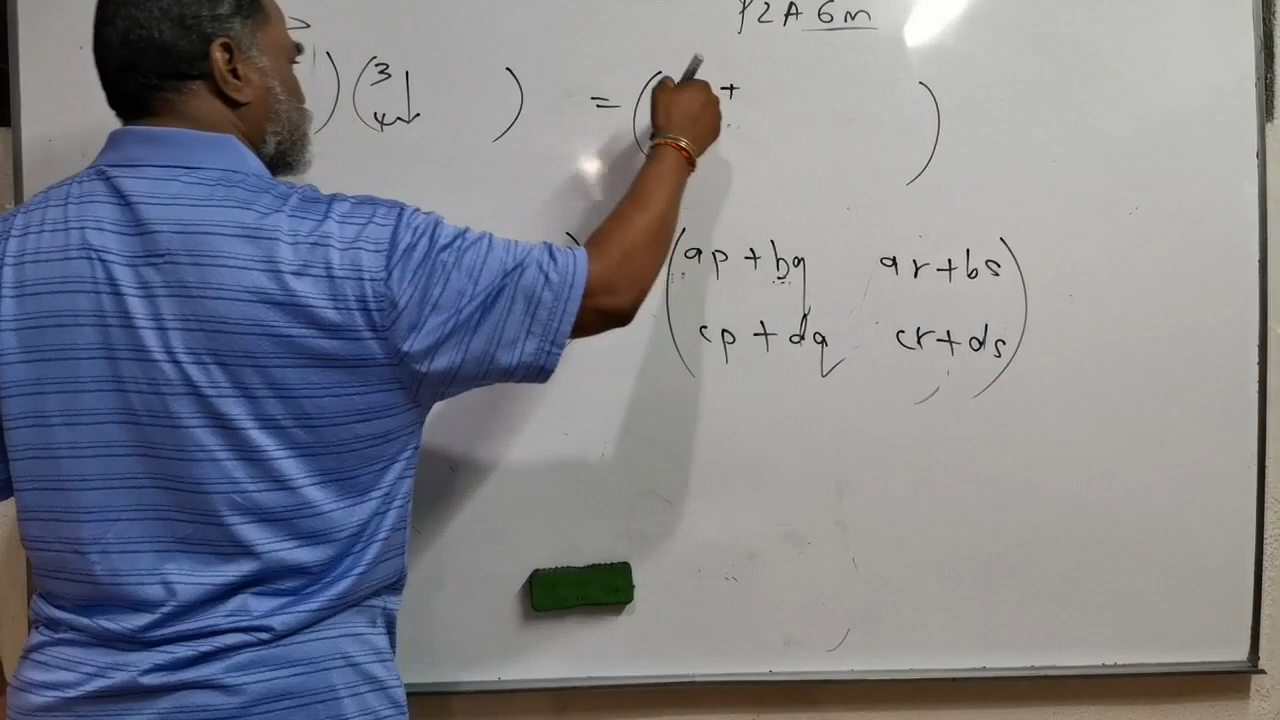 P2A 6m
) ( 3 ↓ ) = ( + )
4
( ap + bq ar + bs )
( cp + dq cr + ds )